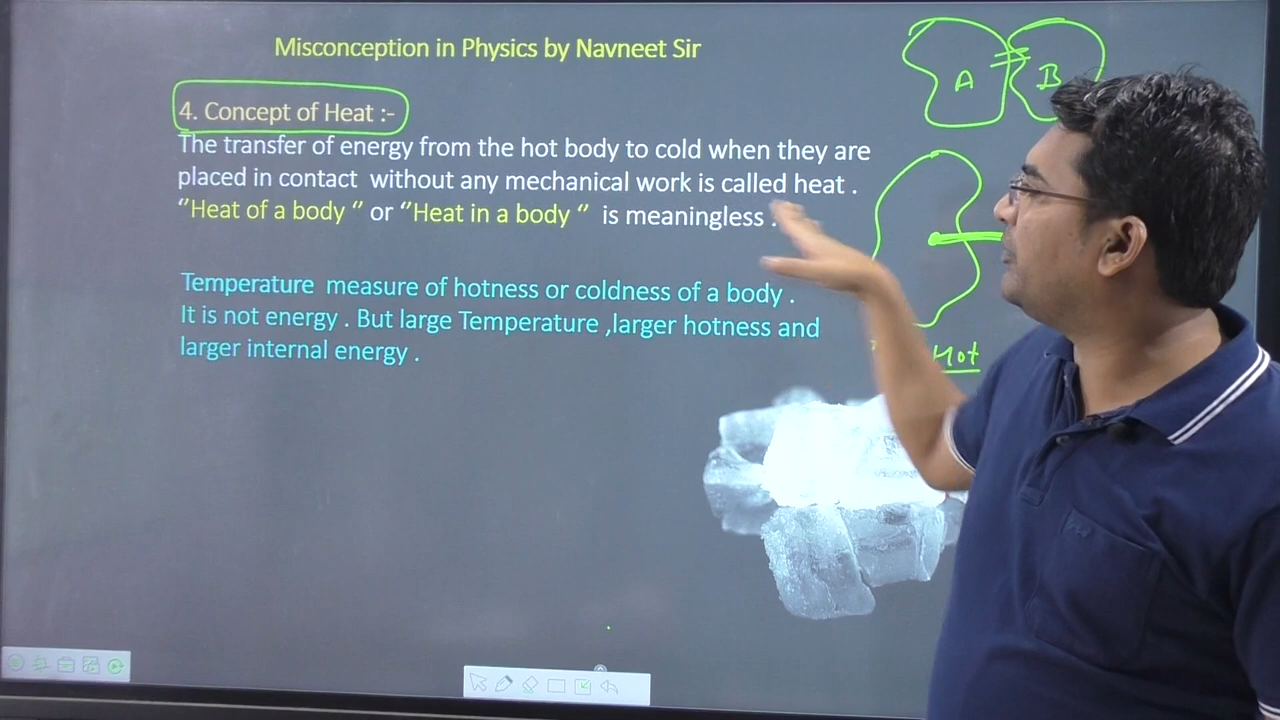 Misconception in Physics by Navneet Sir
4. Concept of Heat :-
The transfer of energy from the hot body to cold when they are
placed in contact without any mechanical work is called heat .
“Heat of a body ” or “Heat in a body ” is meaningless .
Temperature measure of hotness or coldness of a body .
It is not energy . But large Temperature ,larger hotness and
larger internal energy .
A
B
Hot